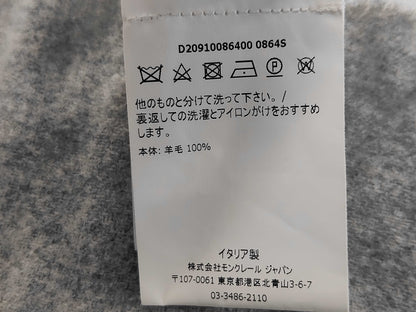 D20910086400 0864S
他のものと分けて洗って下さい。/
裏返しての洗濯とアイロンがけをおすすめ
します。
本体: 羊毛 100%
イタリア製
株式会社モンクレール ジャパン
〒107-0061 東京都港区北青山3-6-7
03-3486-2110